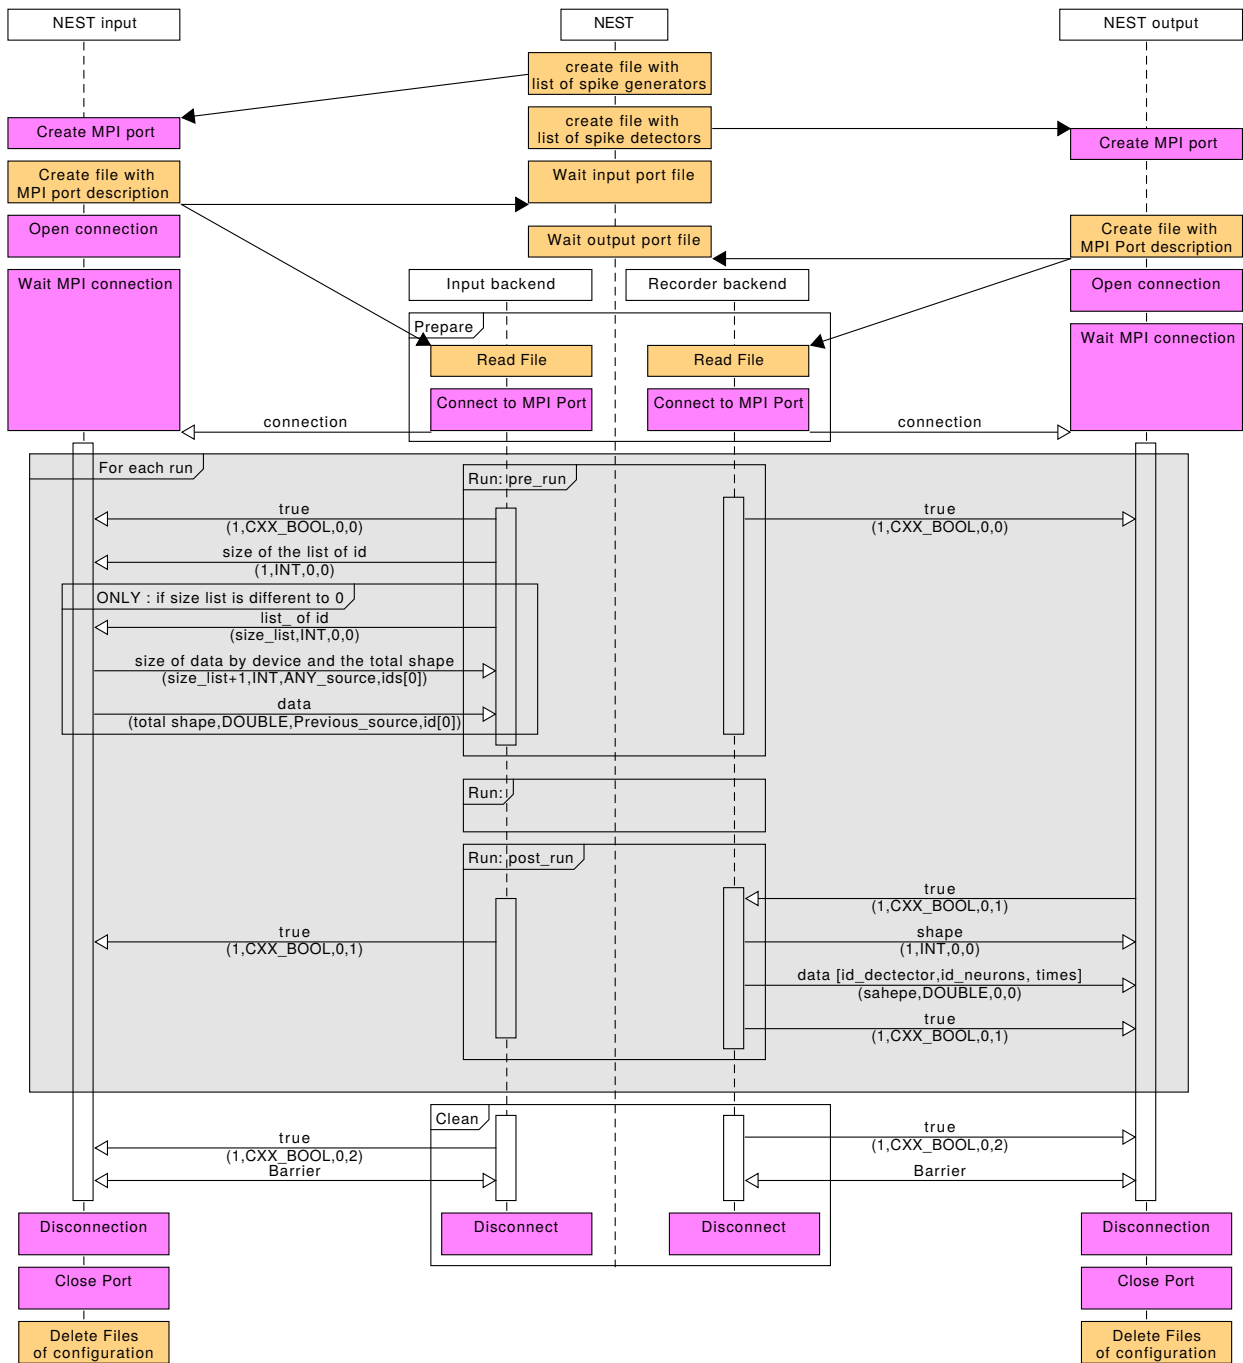 NEST input
NEST
NEST output
create file with
list of spike generators
create file with
list of spike detectors
Create MPI port
Create MPI port
Create file with
MPI port description
Wait input port file
Open connection
Wait output port file
Create file with
MPI Port description
Wait MPI connection
Input backend
Recorder backend
Open connection
Prepare
Wait MPI connection
Read File
Read File
Connect to MPI Port
Connect to MPI Port
connection
connection
For each run
Run: pre_run
true
(1,CXX_BOOL,0,0)
true
(1,CXX_BOOL,0,0)
size of the list of id
(1,INT,0,0)
ONLY : if size list is different to 0
list_ of id
(size_list,INT,0,0)
size of data by device and the total shape
(size_list+1,INT,ANY_source,ids[0])
data
(total shape,DOUBLE,Previous_source,id[0])
Run:
Run: post_run
true
(1,CXX_BOOL,0,1)
true
(1,CXX_BOOL,0,1)
shape
(1,INT,0,0)
data [id_dectector,id_neurons, times]
(sahepe,DOUBLE,0,0)
true
(1,CXX_BOOL,0,1)
Clean
true
(1,CXX_BOOL,0,2)
true
(1,CXX_BOOL,0,2)
Barrier
Barrier
Disconnection
Disconnect
Disconnect
Disconnection
Close Port
Close Port
Delete Files
of configuration
Delete Files
of configuration